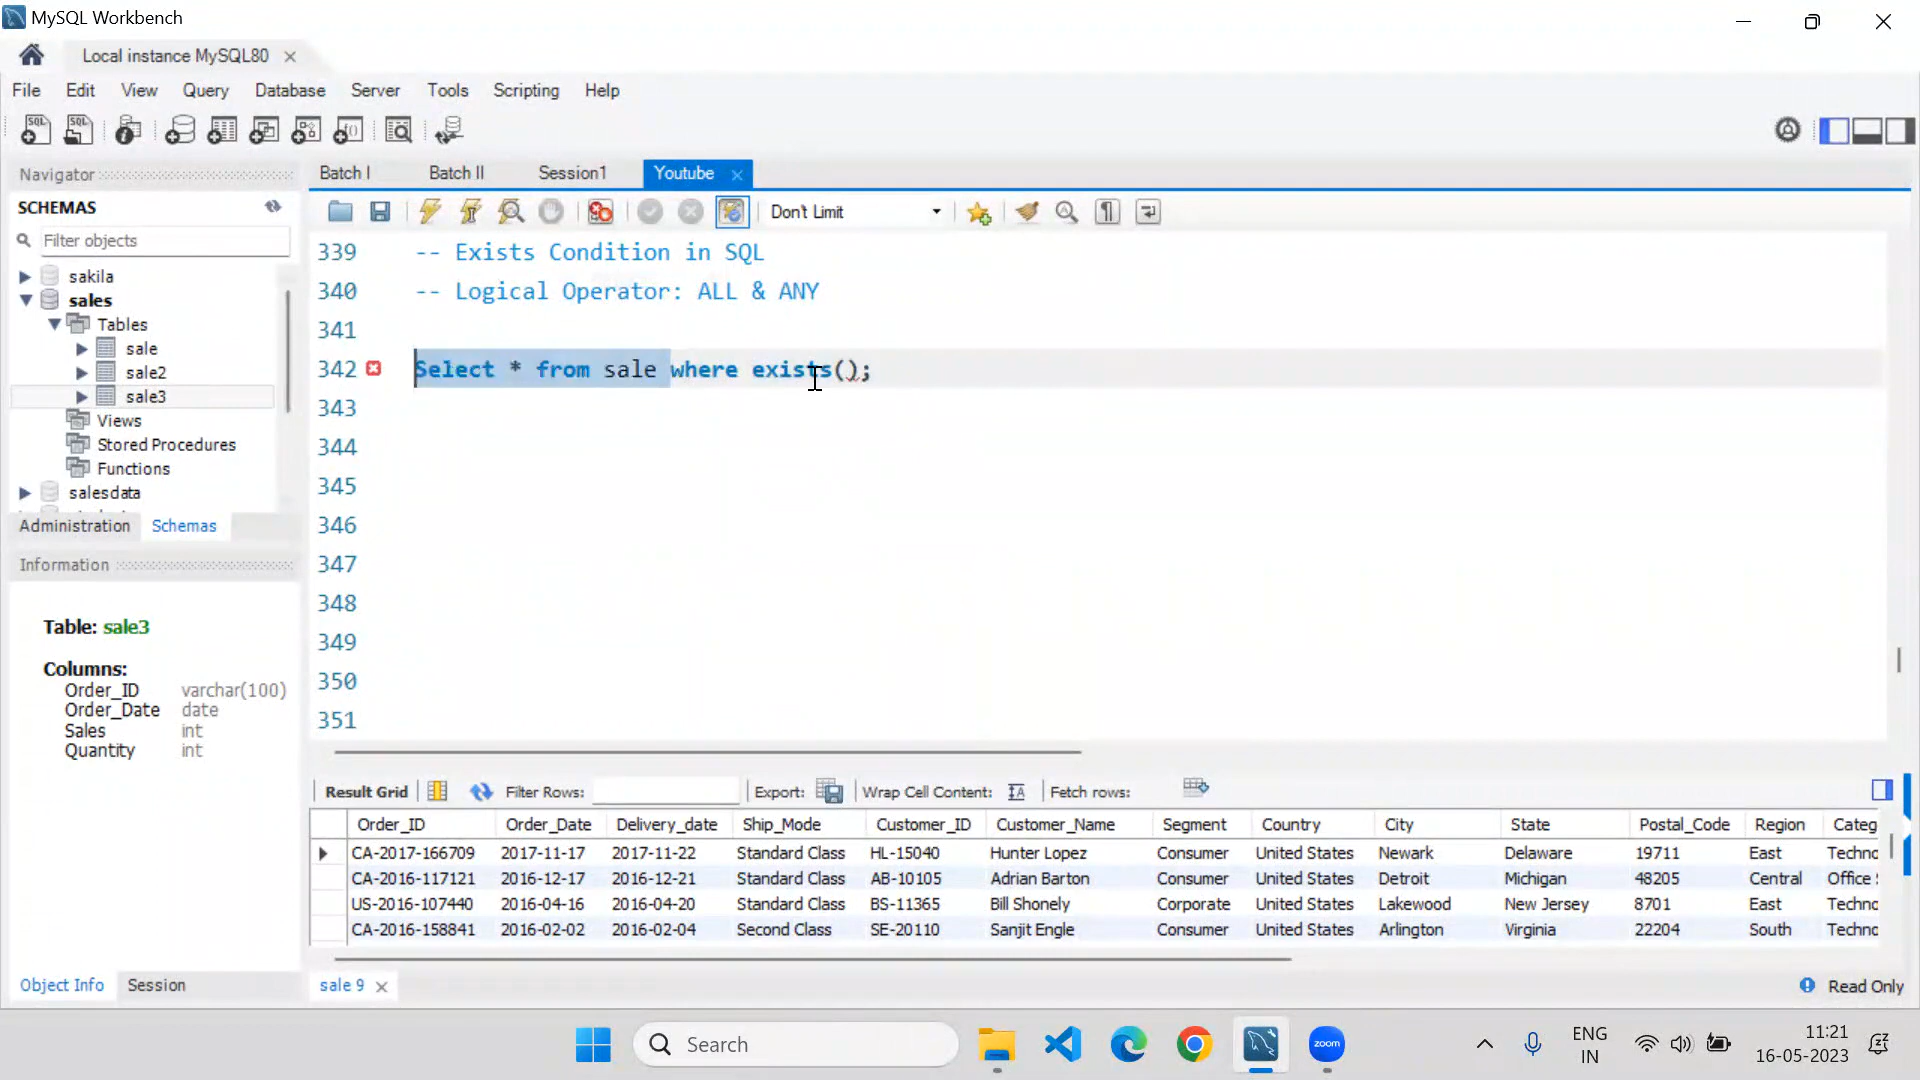 MySQL Workbench
Local instance MySQL80
File Edit View Query Database Server Tools Scripting Help
Navigator
SCHEMAS
Filter objects
sakila
sales
Tables
sale
sale2
sale3
Views
Stored Procedures
Functions
salesdata
Administration Schemas
Information
Table: sale3
Columns:
Order_ID varchar(100)
Order_Date date
Sales int
Quantity int
Object Info Session
Batch I Batch II Session1 Youtube
Don't Limit
339 -- Exists Condition in SQL
340 -- Logical Operator: ALL & ANY
341
342 Select * from sale where exists();
343
344
345
346
347
348
349
350
351
Result Grid Filter Rows: Export: Wrap Cell Content: Fetch rows:
Order_ID Order_Date Delivery_date Ship_Mode Customer_ID Customer_Name Segment Country City State Postal_Code Region Categ
CA-2017-166709 2017-11-17 2017-11-22 Standard Class HL-15040 Hunter Lopez Consumer United States Newark Delaware 19711 East Techno
CA-2016-117121 2016-12-17 2016-12-21 Standard Class AB-10105 Adrian Barton Consumer United States Detroit Michigan 48205 Central Office
US-2016-107440 2016-04-16 2016-04-20 Standard Class BS-11365 Bill Shonely Corporate United States Lakewood New Jersey 8701 East Techno
CA-2016-158841 2016-02-02 2016-02-04 Second Class SE-20110 Sanjit Engle Consumer United States Arlington Virginia 22204 South Techno
sale 9 Read Only
Search
zoom
ENG
IN
11:21
16-05-2023